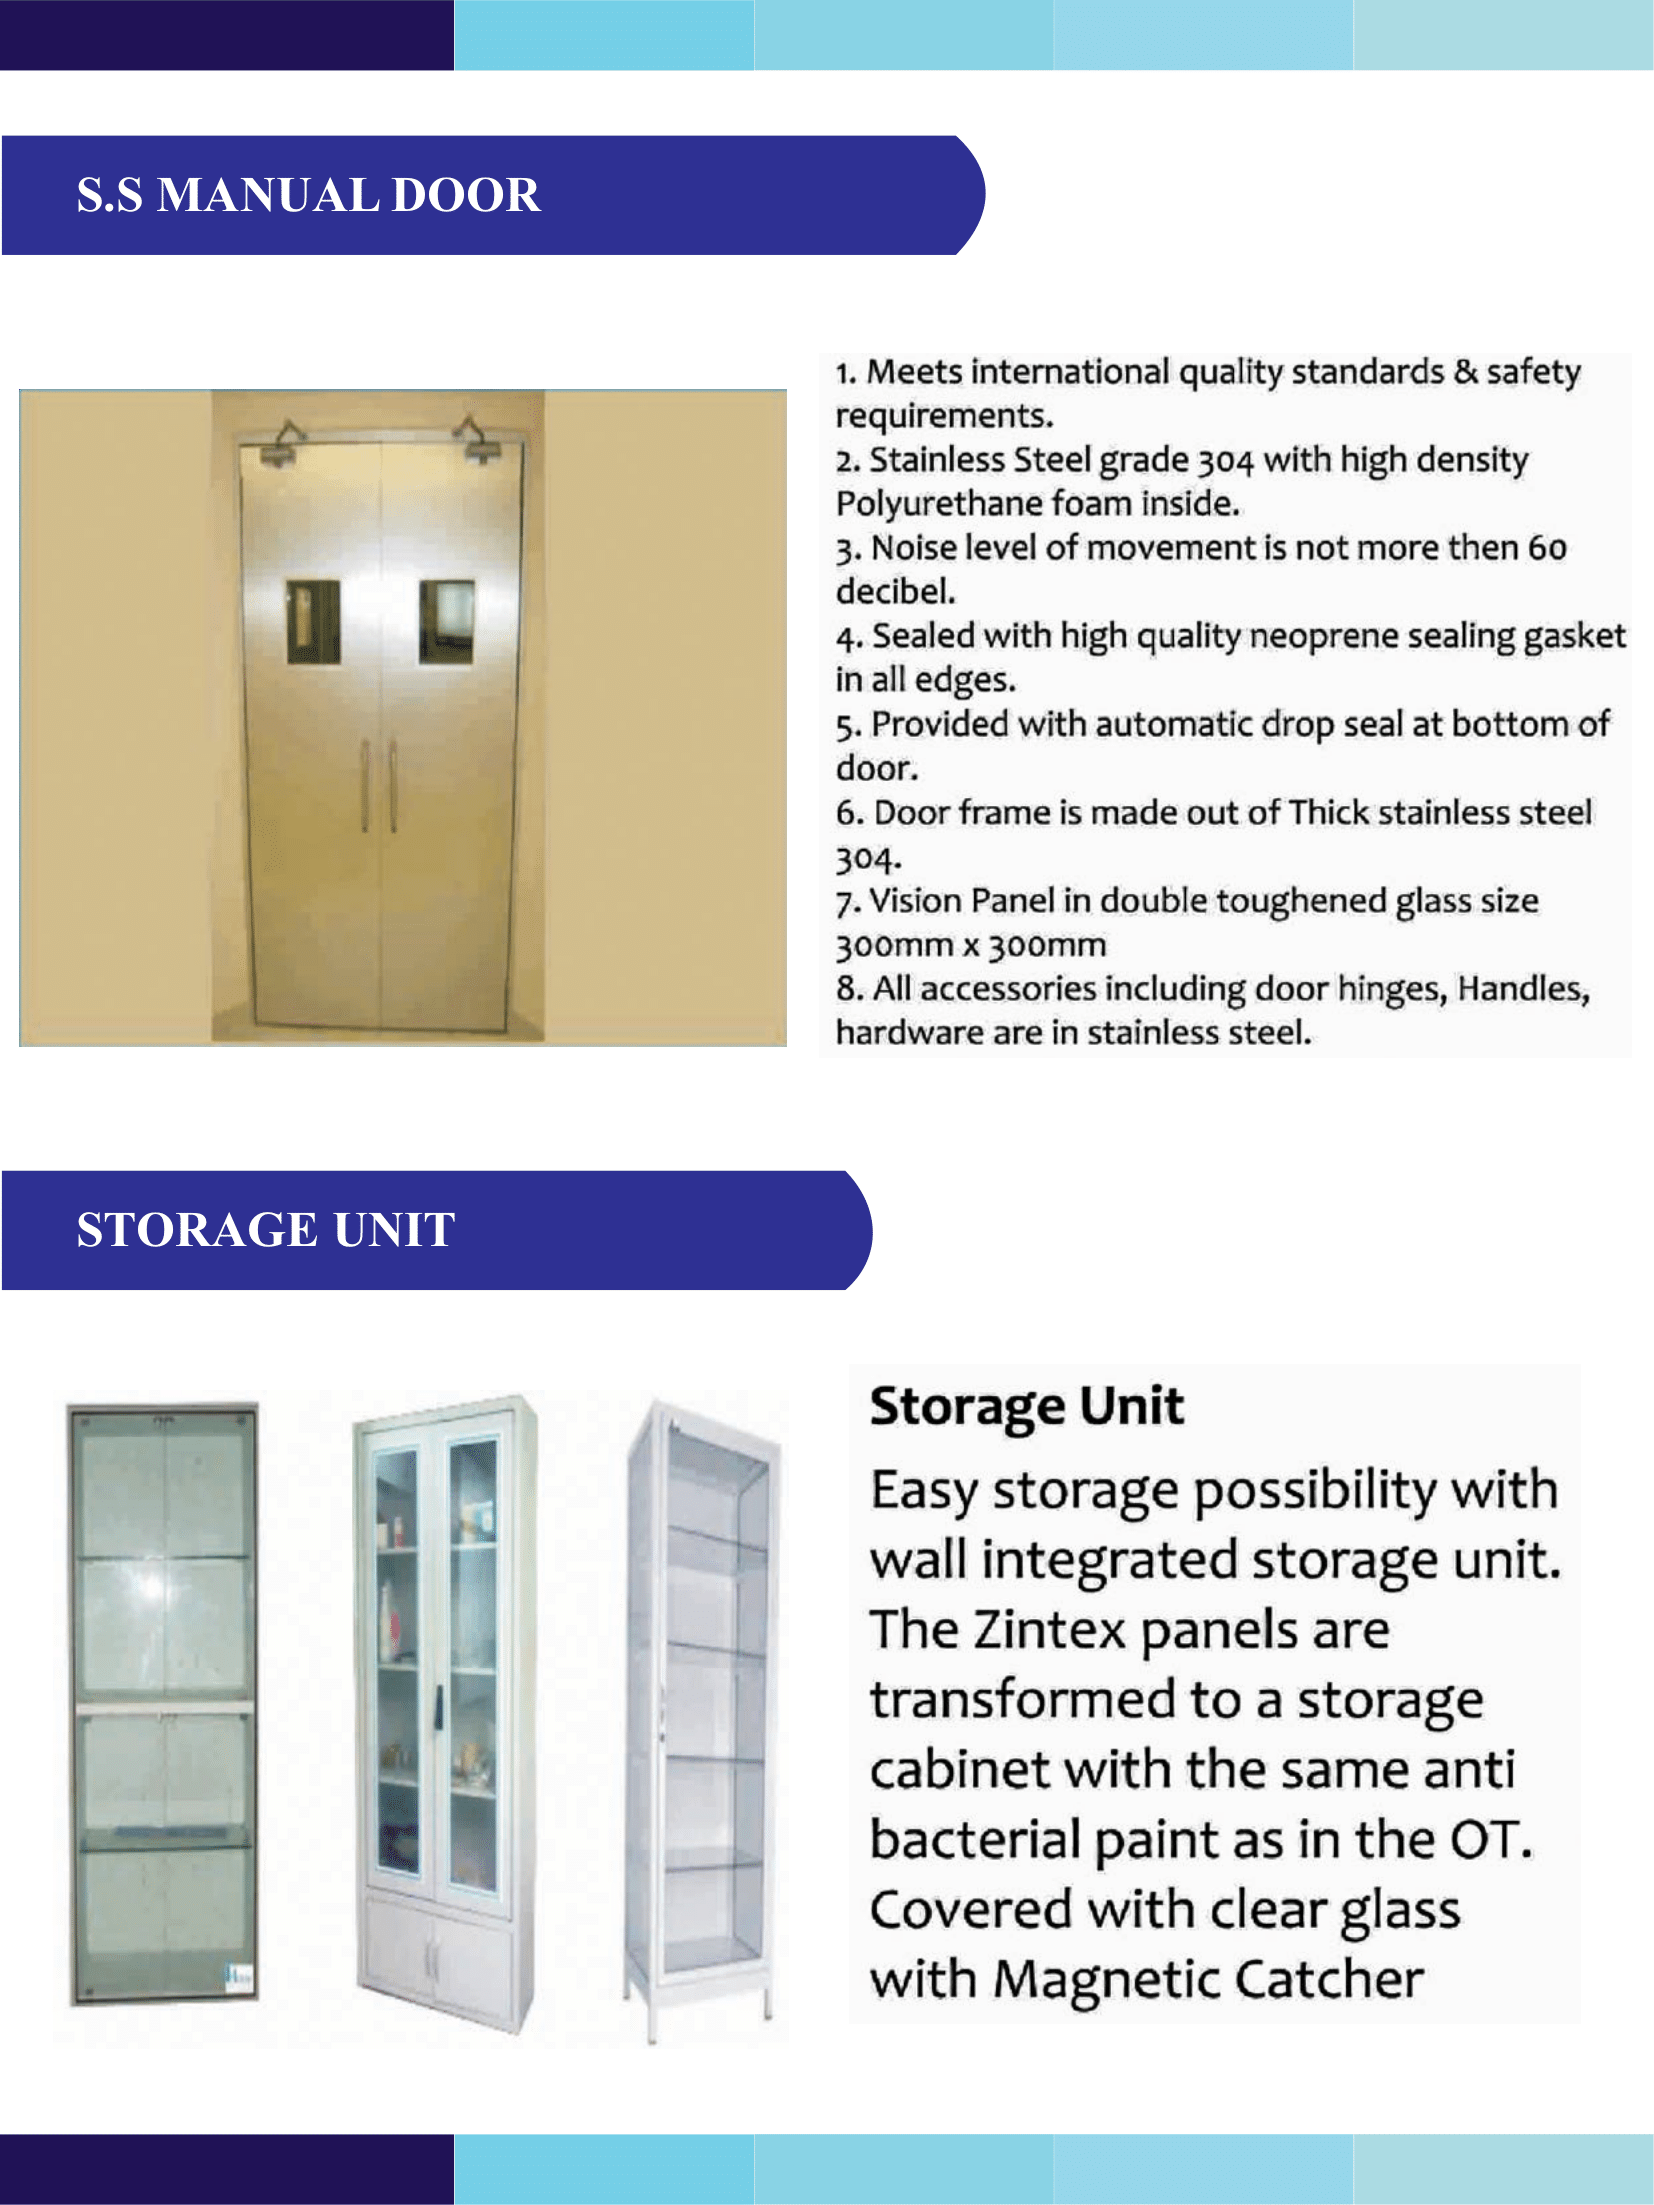 S.S MANUAL DOOR
1. Meets international quality standards & safety
requirements.
2. Stainless Steel grade 304 with high density
Polyurethane foam inside.
3. Noise level of movement is not more then 60
decibel.
4. Sealed with high quality neoprene sealing gasket
in all edges.
5. Provided with automatic drop seal at bottom of
door.
6. Door frame is made out of Thick stainless steel
304.
7. Vision Panel in double toughened glass size
300mm x 300mm
8. All accessories including door hinges, Handles,
hardware are in stainless steel.
STORAGE UNIT
Storage Unit
Easy storage possibility with
wall integrated storage unit.
The Zintex panels are
transformed to a storage
cabinet with the same anti
bacterial paint as in the OT.
Covered with clear glass
with Magnetic Catcher